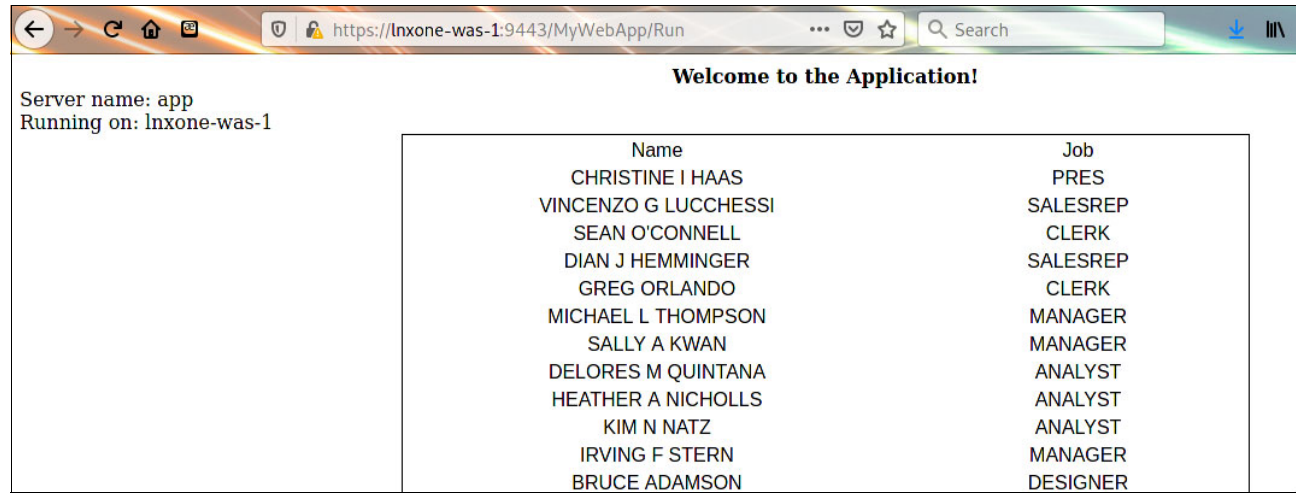 https://lnxone-was-1:9443/MyWebApp/Run ••• Search
Welcome to the Application!
Server name: app
Running on: lnxone-was-1
Name Job
CHRISTINE I HAAS PRES
VINCENZO G LUCCHESSI SALESREP
SEAN O'CONNELL CLERK
DIAN J HEMMINGER SALESREP
GREG ORLANDO CLERK
MICHAEL L THOMPSON MANAGER
SALLY A KWAN MANAGER
DELORES M QUINTANA ANALYST
HEATHER A NICHOLLS ANALYST
KIM N NATZ ANALYST
IRVING F STERN MANAGER
BRUCE ADAMSON DESIGNER